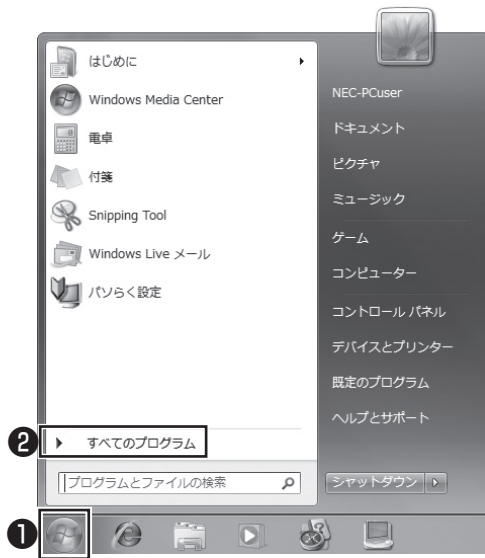 はじめに
Windows Media Center
電卓
付箋
Snipping Tool
Windows Live メール
パソらく設定
❷
すべてのプログラム
プログラムとファイルの検索
❶
NEC-PCuser
ドキュメント
ピクチャ
ミュージック
ゲーム
コンピューター
コントロール パネル
デバイスとプリンター
既定のプログラム
ヘルプとサポート
シャットダウン